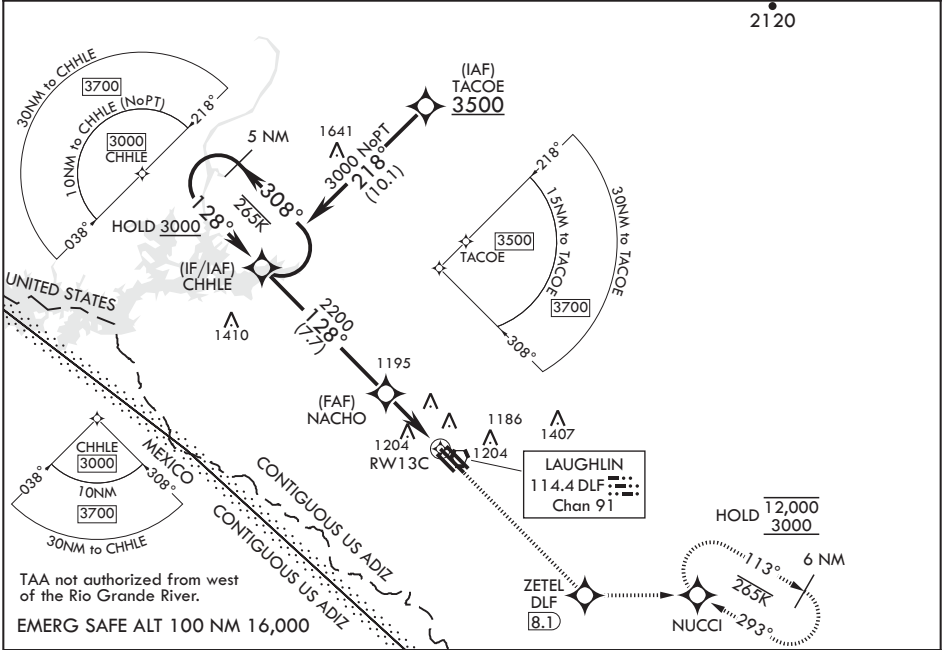 2120
30NM to CHHLE
3700
10NM to CHHLE (NoPT)
218°
3000
CHHLE
038°
(IAF)
TACOE
3500
5 NM
1641
3000 NoPT
218°
(10.1)
308°
265K
128°
HOLD 3000
(IF/IAF)
CHHLE
218°
15NM to TACOE
30NM to TACOE
3500
TACOE
3700
308°
UNITED STATES
1410
2200
128°
(7.7)
1195
(FAF)
NACHO
1204
RW13C
1186
1204
1407
LAUGHLIN
114.4 DLF
Chan 91
MEXICO
CHHLE
3000
038°
308°
10NM
3700
30NM to CHHLE
CONTIGUOUS US ADIZ
CONTIGUOUS US ADIZ
HOLD 12,000
3000
6 NM
113°
265K
293°
ZETEL
DLF
8.1
NUCCI
TAA not authorized from west
of the Rio Grande River.
EMERG SAFE ALT 100 NM 16,000